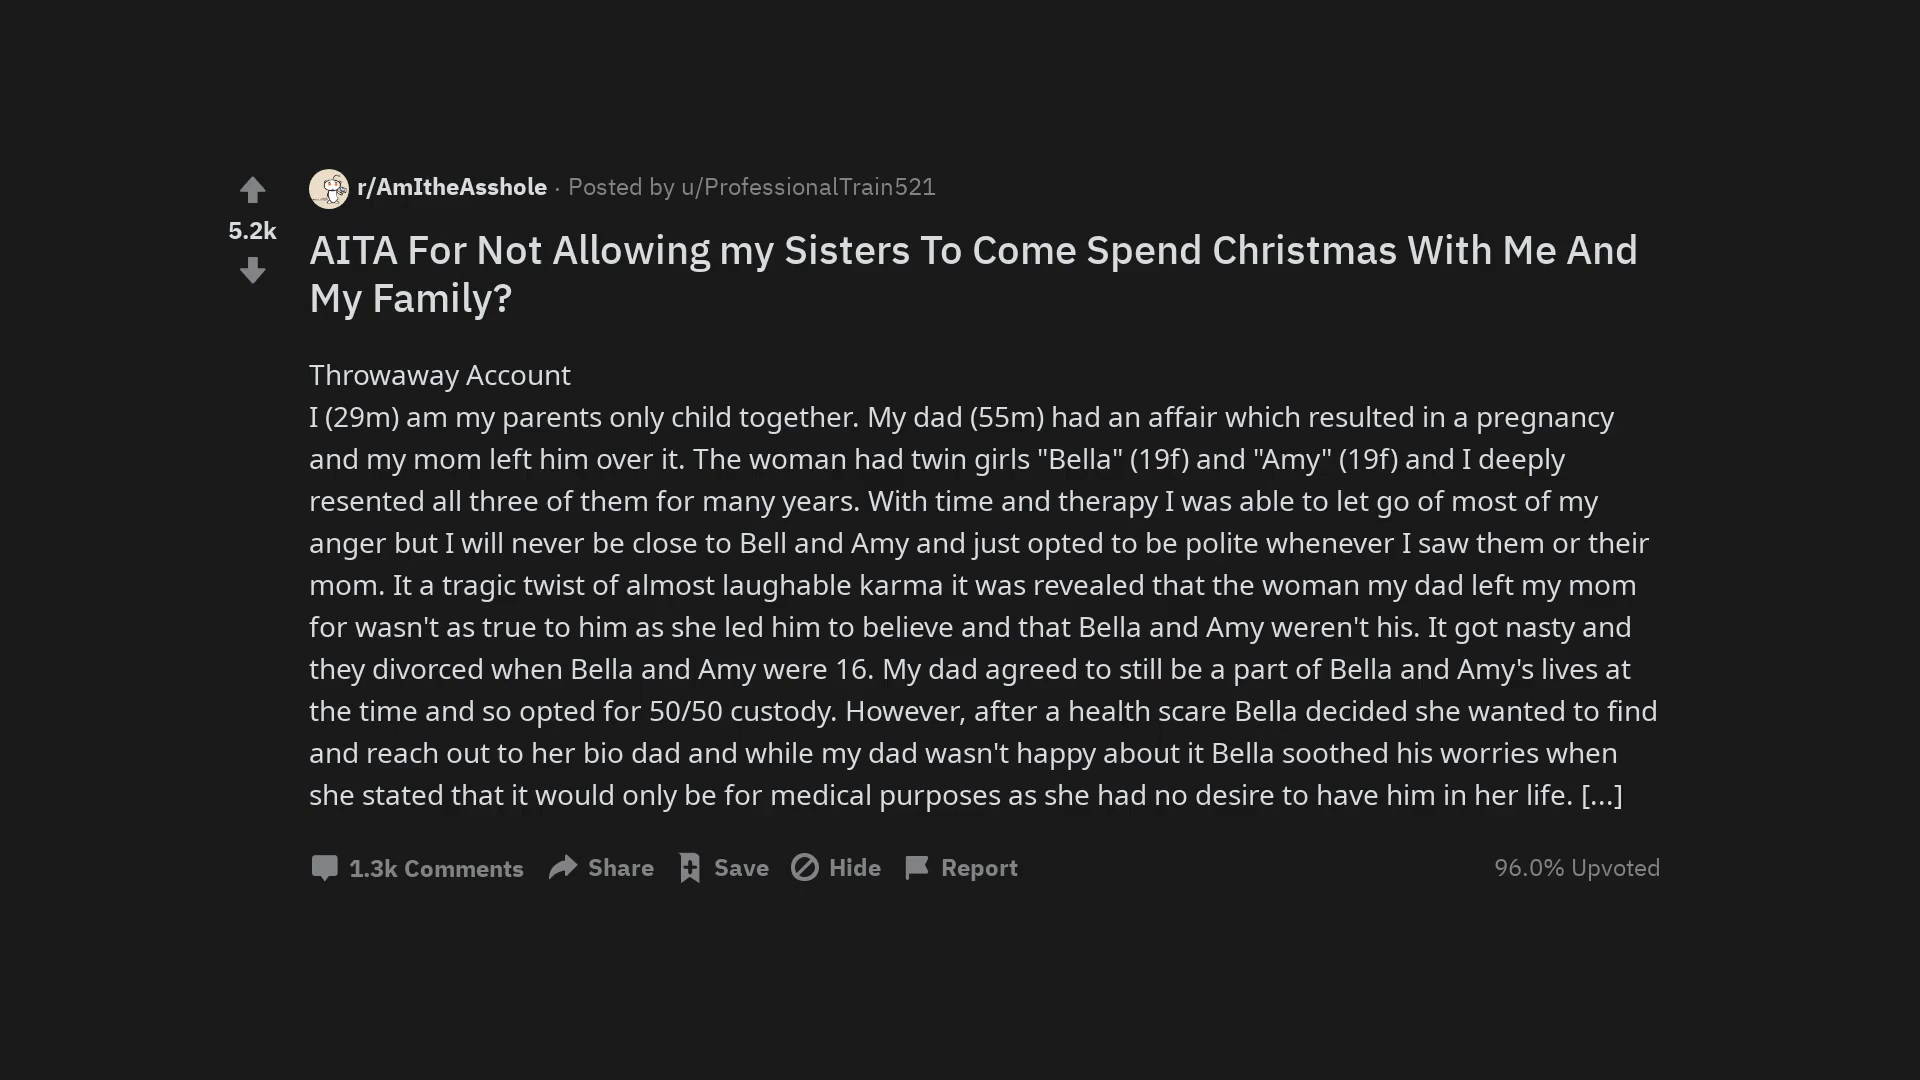 r/AmItheAsshole · Posted by u/ProfessionalTrain521
5.2k
AITA For Not Allowing my Sisters To Come Spend Christmas With Me And
My Family?
Throwaway Account
I (29m) am my parents only child together. My dad (55m) had an affair which resulted in a pregnancy
and my mom left him over it. The woman had twin girls "Bella" (19f) and "Amy" (19f) and I deeply
resented all three of them for many years. With time and therapy I was able to let go of most of my
anger but I will never be close to Bell and Amy and just opted to be polite whenever I saw them or their
mom. It a tragic twist of almost laughable karma it was revealed that the woman my dad left my mom
for wasn't as true to him as she led him to believe and that Bella and Amy weren't his. It got nasty and
they divorced when Bella and Amy were 16. My dad agreed to still be a part of Bella and Amy's lives at
the time and so opted for 50/50 custody. However, after a health scare Bella decided she wanted to find
and reach out to her bio dad and while my dad wasn't happy about it Bella soothed his worries when
she stated that it would only be for medical purposes as she had no desire to have him in her life. [...]
1.3k Comments Share Save Hide Report 96.0% Upvoted